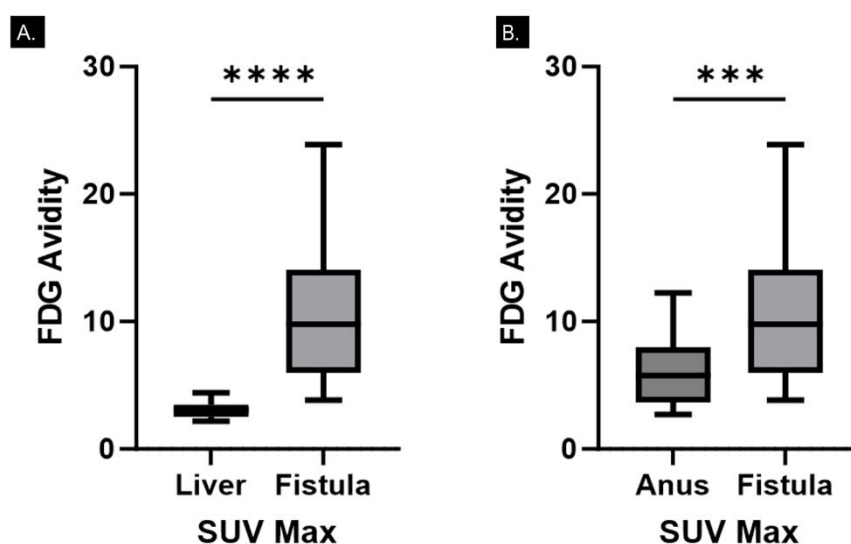 A.
30
20
10
0
FDG Avidity
****
Liver
Fistula
SUV Max
B.
30
20
10
0
FDG Avidity
***
Anus
Fistula
SUV Max